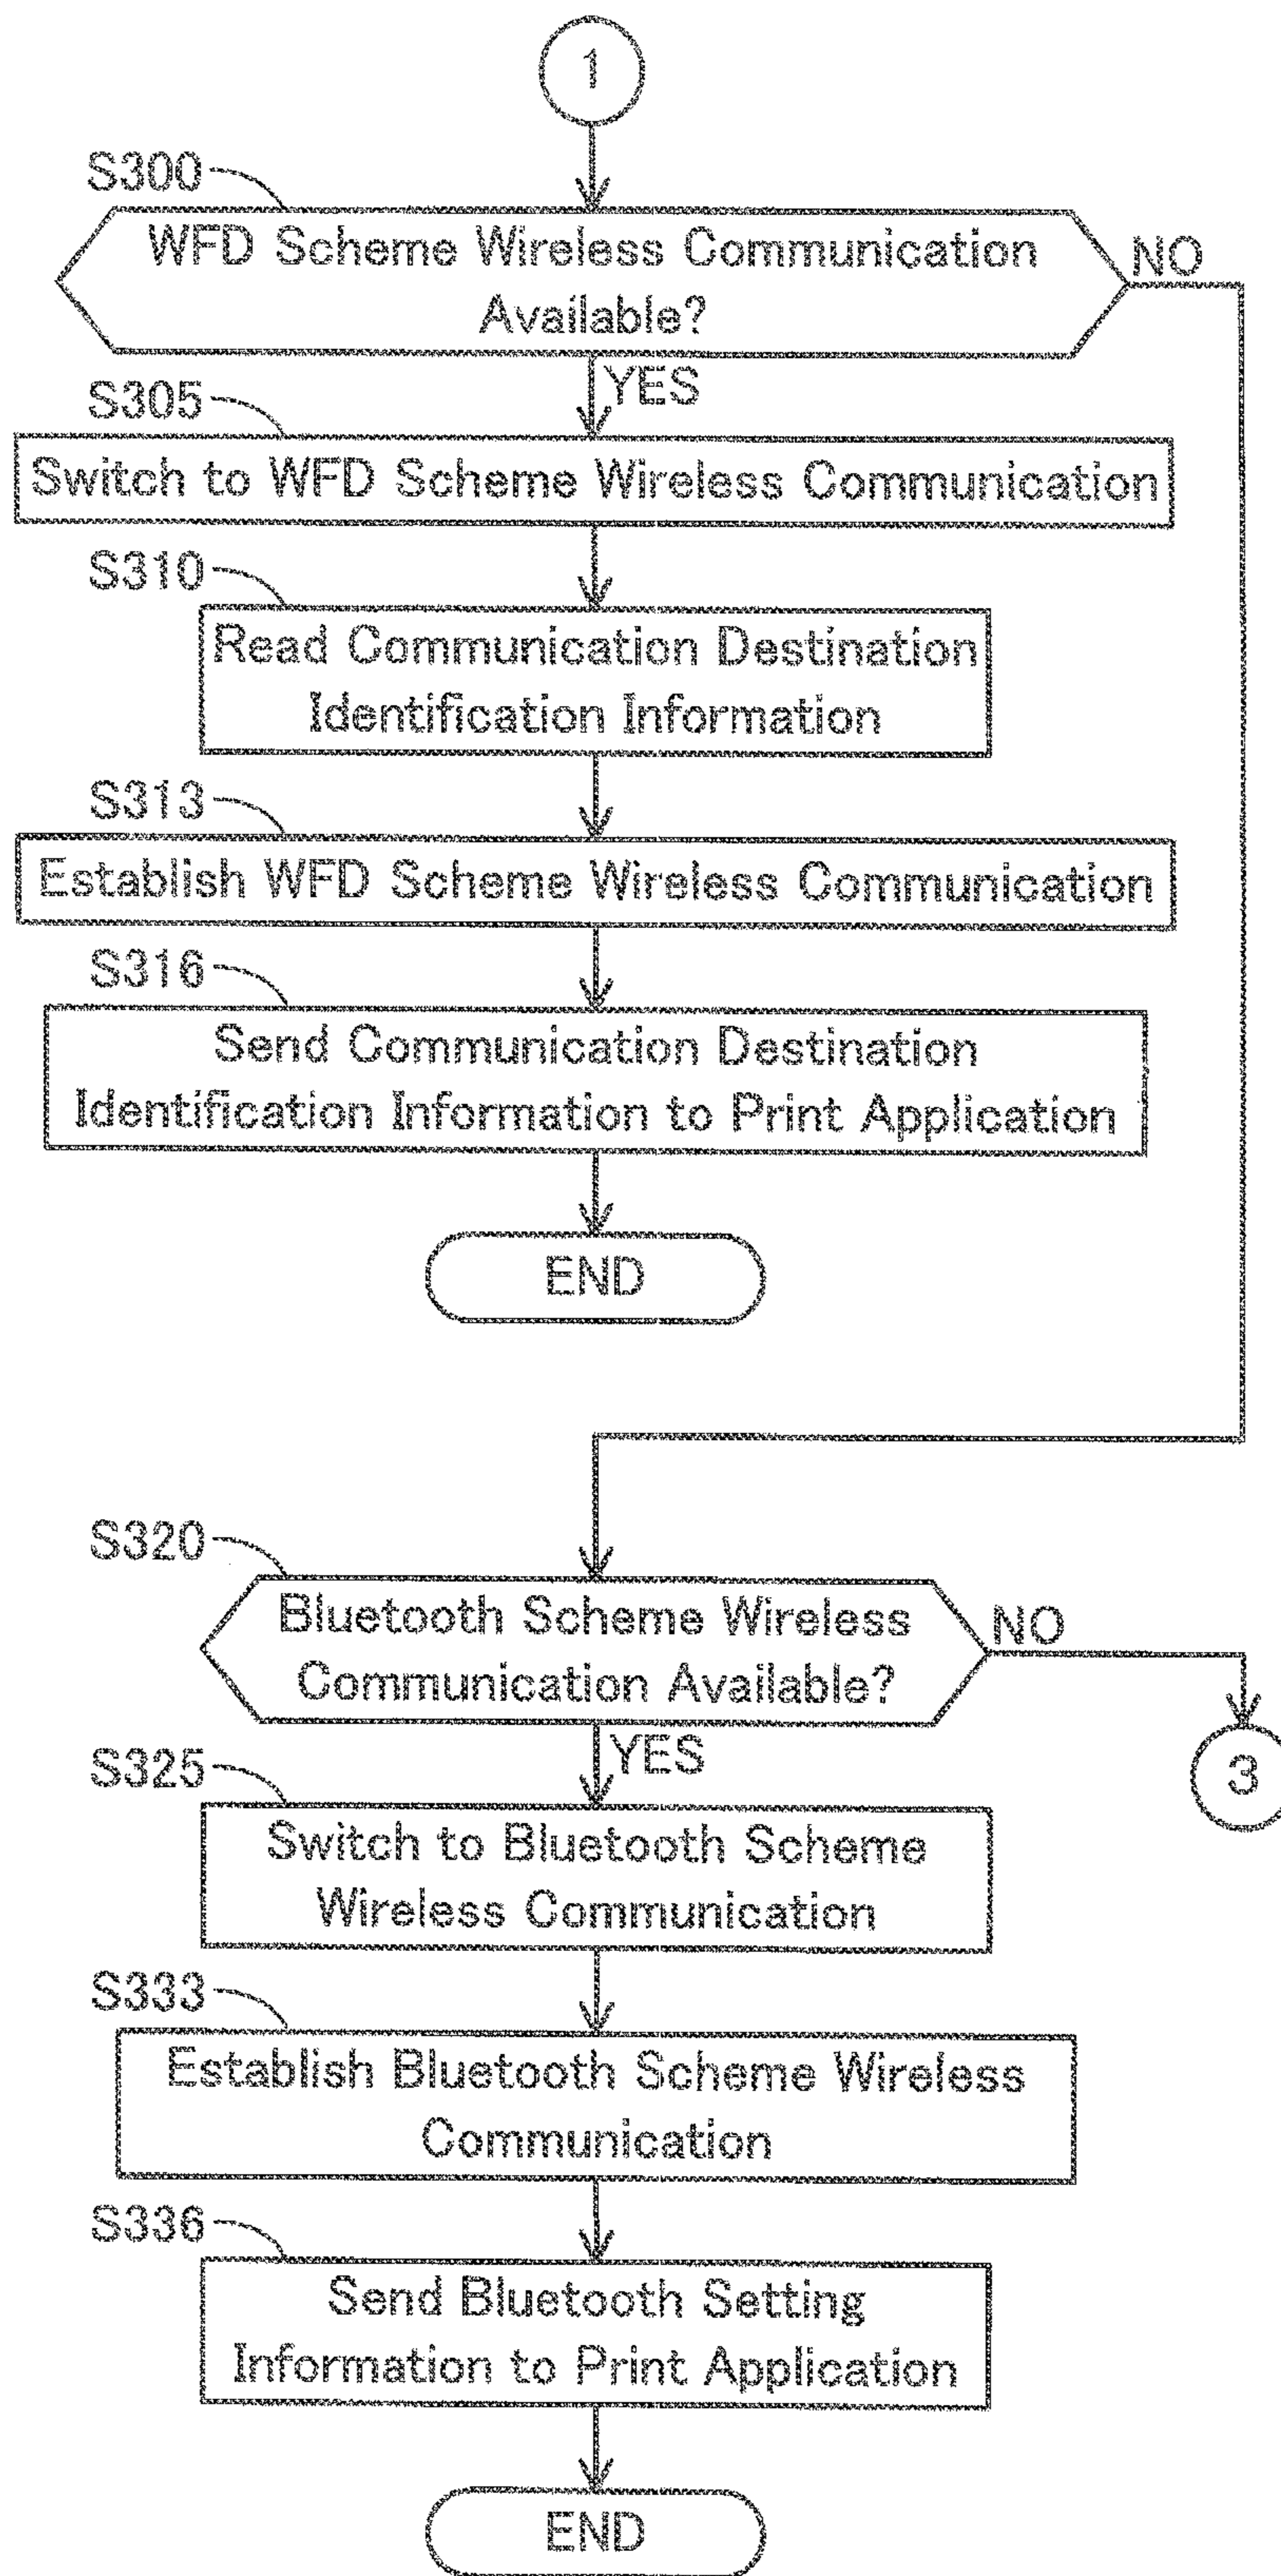 1
S300
WFD Scheme Wireless Communication
Available?
NO
YES
S305
Switch to WFD Scheme Wireless Communication
S310
Read Communication Destination
Identification Information
S313
Establish WFD Scheme Wireless Communication
S316
Send Communication Destination
Identification Information to Print Application
END
S320
Bluetooth Scheme Wireless
Communication Available?
NO
3
YES
S325
Switch to Bluetooth Scheme
Wireless Communication
S333
Establish Bluetooth Scheme Wireless
Communication
S336
Send Bluetooth Setting
Information to Print Application
END